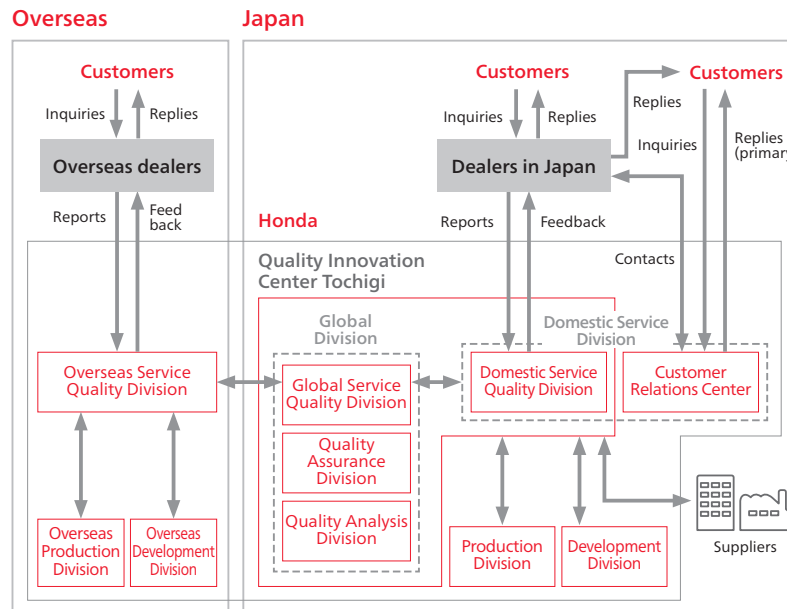 Overseas
Japan
Customers
Customers
Customers
Inquiries
Replies
Inquiries
Replies
Replies
Inquiries
Replies
(primary
Overseas dealers
Dealers in Japan
Reports
Feed
back
Honda
Reports
Feedback
Contacts
Quality Innovation
Center Tochigi
Global
Division
Domestic Service
Division
Overseas Service
Quality Division
Global Service
Quality Division
Domestic Service
Quality Division
Customer
Relations Center
Quality
Assurance
Division
Quality Analysis
Division
Overseas
Production
Division
Overseas
Development
Division
Production
Division
Development
Division
Suppliers